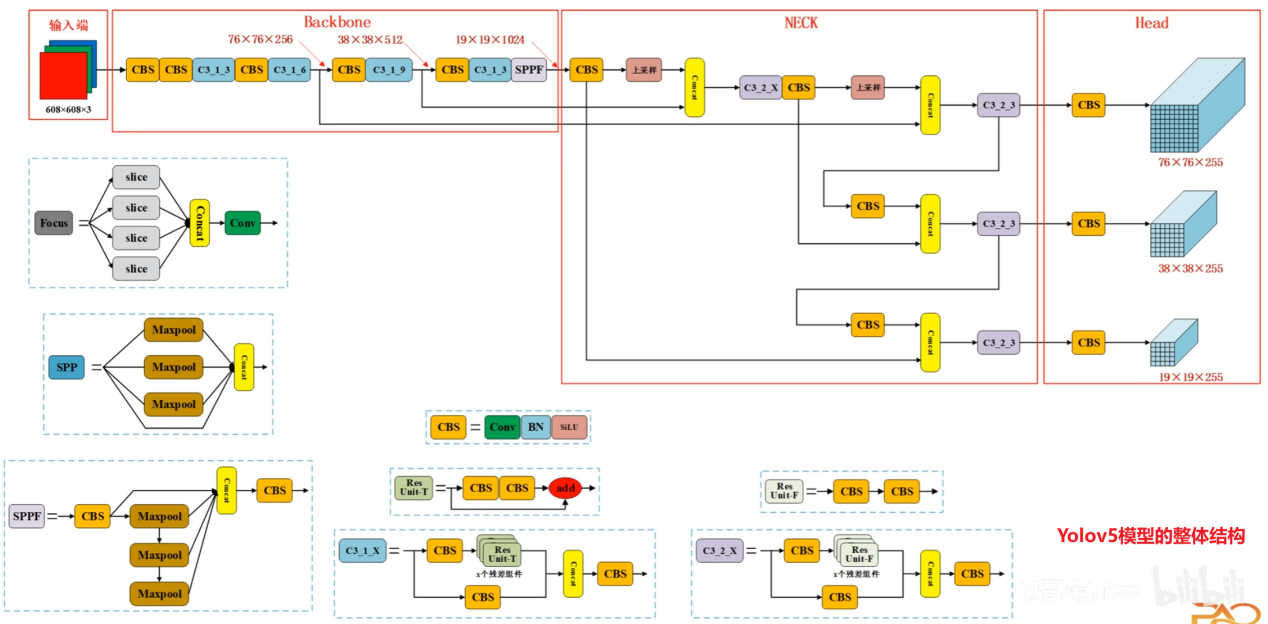 输入端
Backbone
NECK
Head
76×76×256
38×38×512
19×19×1024
CBS
CBS
C3_1_3
CBS
C3_1_6
CBS
C3_1_9
CBS
C3_1_3
SPPF
CBS
上采样
Concat
C3_2_X
CBS
上采样
Concat
C3_2_3
CBS
608×608×3
76×76×255
CBS
Concat
C3_2_3
CBS
38×38×255
CBS
Concat
C3_2_3
CBS
19×19×255
Focus
=
slice
slice
slice
slice
Concat
Conv
SPP
=
Maxpool
Maxpool
Maxpool
Concat
CBS
=
Conv
BN
SiLU
SPPF
=
CBS
Maxpool
Maxpool
Maxpool
Concat
CBS
Res
Unit-T
=
CBS
CBS
add
Res
Unit-F
=
CBS
CBS
C3_1_X
=
CBS
Res
Unit-T
x个残差组件
CBS
Concat
CBS
C3_2_X
=
CBS
Res
Unit-F
x个残差组件
CBS
Concat
CBS
Yolov5模型的整体结构
bilibili